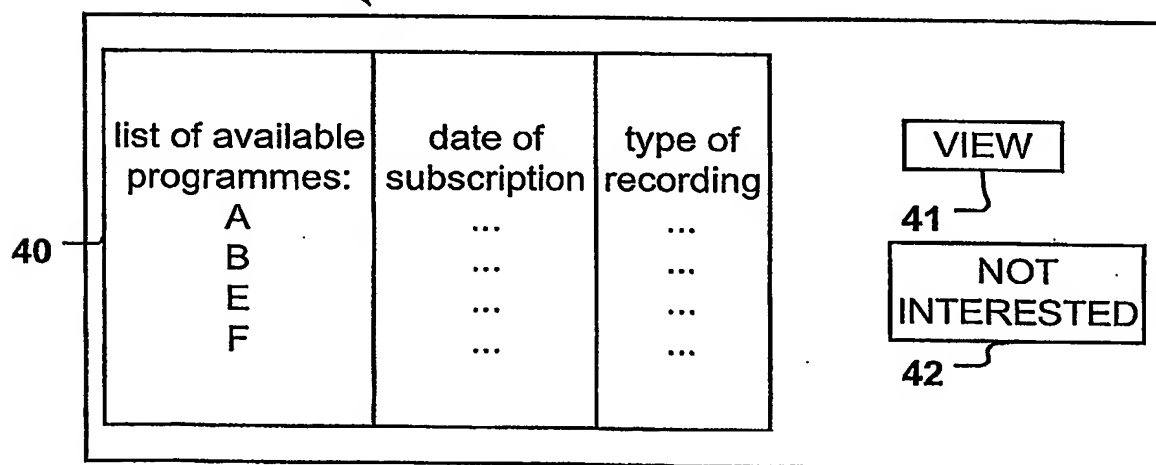 list of available programmes:
date of subscription
type of recording
A ... ...
B ... ...
E ... ...
F ... ...
40
VIEW
41
NOT
INTERESTED
42